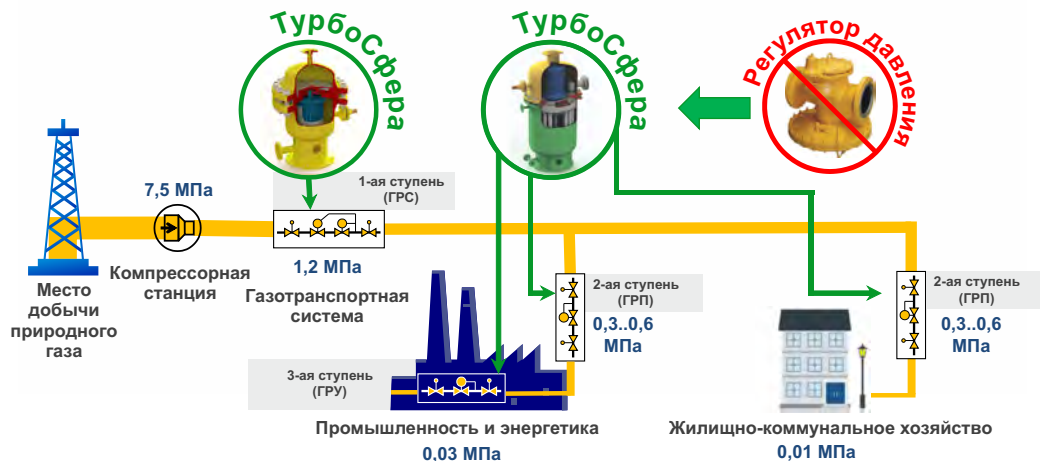 ТурбоСфера
ТурбоСфера
Регулятор давления
7,5 МПа
1-ая ступень
(ГРС)
Компрессорная
станция
1,2 МПа
Газотранспортная
система
Место
добычи
природного
газа
2-ая ступень
(ГРП)
0,3..0,6
МПа
2-ая ступень
(ГРП)
0,3..0,6
МПа
3-ая ступень
(ГРУ)
Промышленность и энергетика
0,03 МПа
Жилищно-коммунальное хозяйство
0,01 МПа